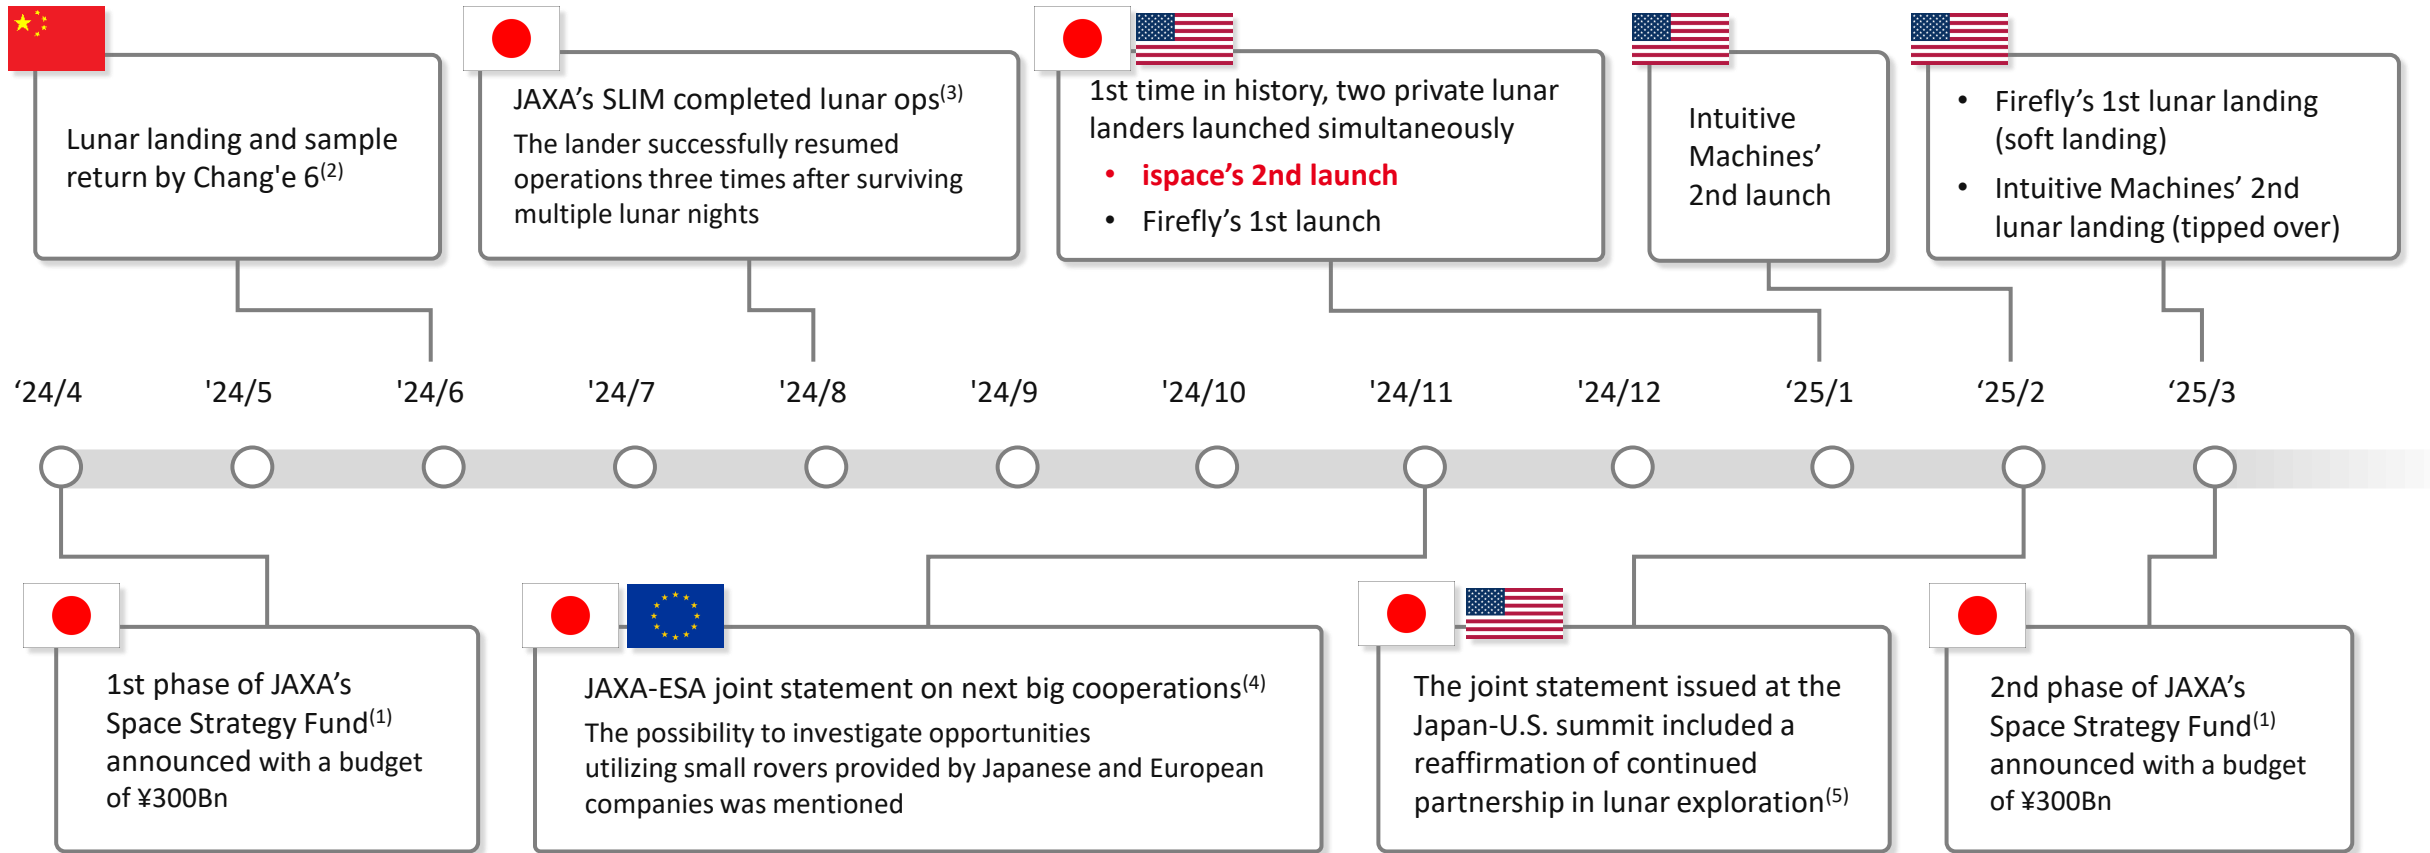 Lunar landing and sample
return by Chang'e 6(2)
JAXA’s SLIM completed lunar ops(3)
The lander successfully resumed
operations three times after surviving
multiple lunar nights
1st time in history, two private lunar
landers launched simultaneously
• ispace’s 2nd launch
• Firefly’s 1st launch
Intuitive
Machines’
2nd launch
• Firefly’s 1st lunar landing
(soft landing)
• Intuitive Machines’ 2nd
lunar landing (tipped over)
‘24/4
'24/5
'24/6
'24/7
'24/8
'24/9
'24/10
'24/11
'24/12
‘25/1
‘25/2
‘25/3
1st phase of JAXA’s
Space Strategy Fund(1)
announced with a budget
of ¥300Bn
JAXA-ESA joint statement on next big cooperations(4)
The possibility to investigate opportunities
utilizing small rovers provided by Japanese and European
companies was mentioned
The joint statement issued at the
Japan-U.S. summit included a
reaffirmation of continued
partnership in lunar exploration(5)
2nd phase of JAXA’s
Space Strategy Fund(1)
announced with a budget
of ¥300Bn